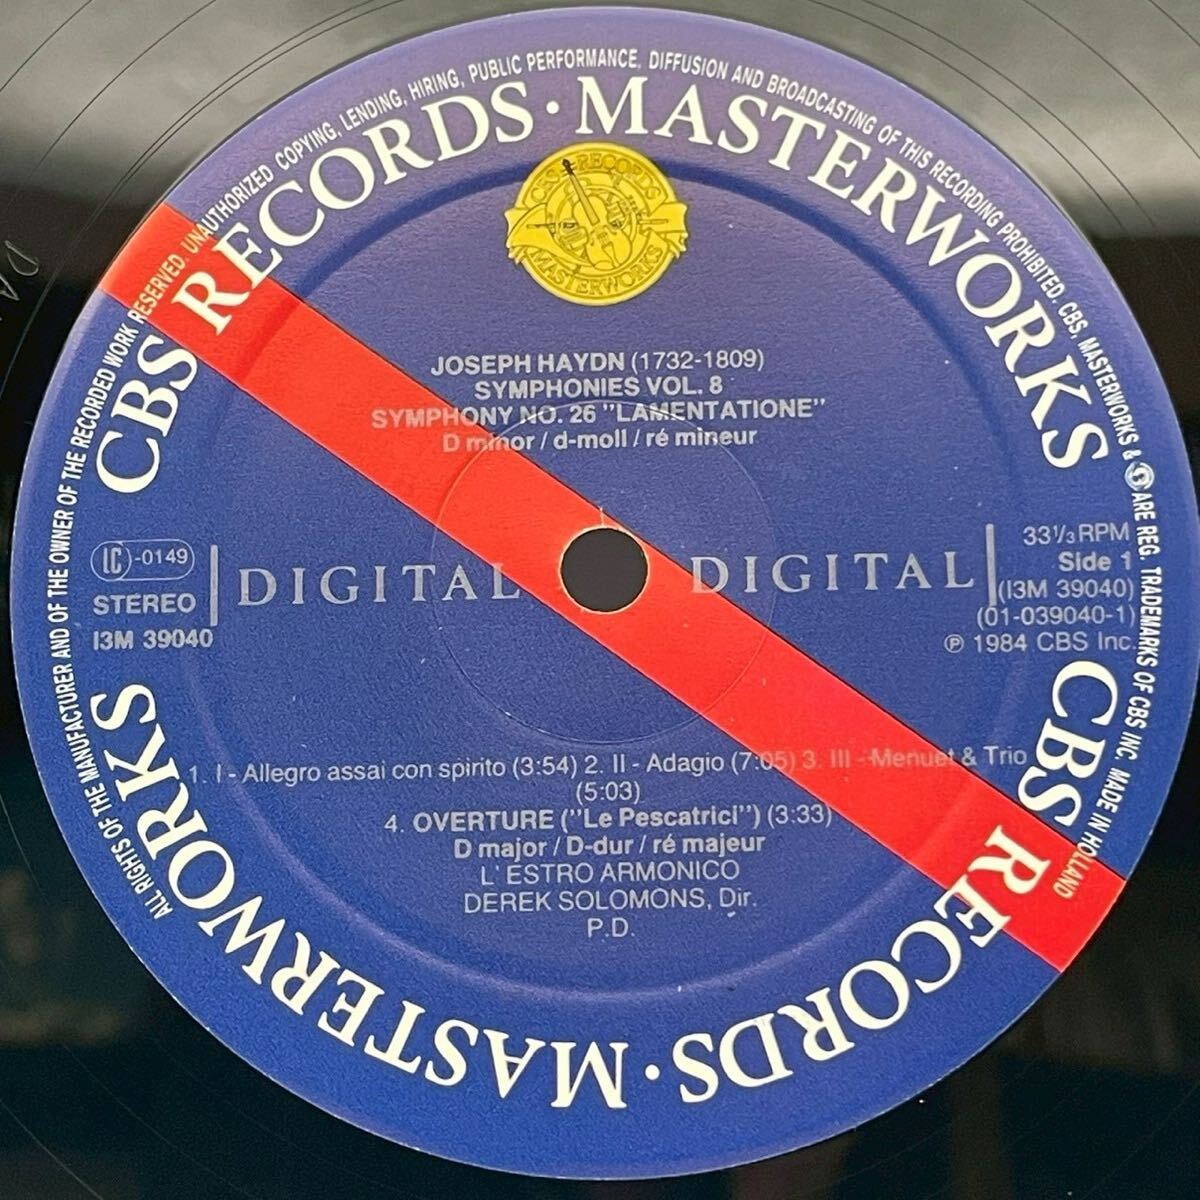 ALL RIGHTS OF THE MANUFACTURER AND OF THE OWNER OF THE RECORDED WORK RESERVED. UNAUTHORIZED COPYING, LENDING, HIRING, PUBLIC PERFORMANCE, DIFFUSION AND BROADCASTING OF THIS RECORDING PROHIBITED. CBS, MASTERWORKS & ARE REG. TRADEMARKS OF CBS INC. MADE IN HOLLAND
CBS RECORDS · MASTERWORKS
CBS RECORDS · MASTERWORKS
CBS RECORDS
MASTERWORKS
JOSEPH HAYDN (1732-1809)
SYMPHONIES VOL. 8
SYMPHONY NO. 26 "LAMENTATIONE"
D minor / d-moll / ré mineur
LC -0149
STEREO
I3M 39040
DIGITAL DIGITAL
33⅓ RPM
Side 1
(I3M 39040)
(01-039040-1)
℗ 1984 CBS Inc.
1. I - Allegro assai con spirito (3:54) 2. II - Adagio (7:05) 3. III - Menuet & Trio
(5:03)
4. OVERTURE ("Le Pescatrici") (3:33)
D major / D-dur / ré majeur
L' ESTRO ARMONICO
DEREK SOLOMONS, Dir.
P.D.